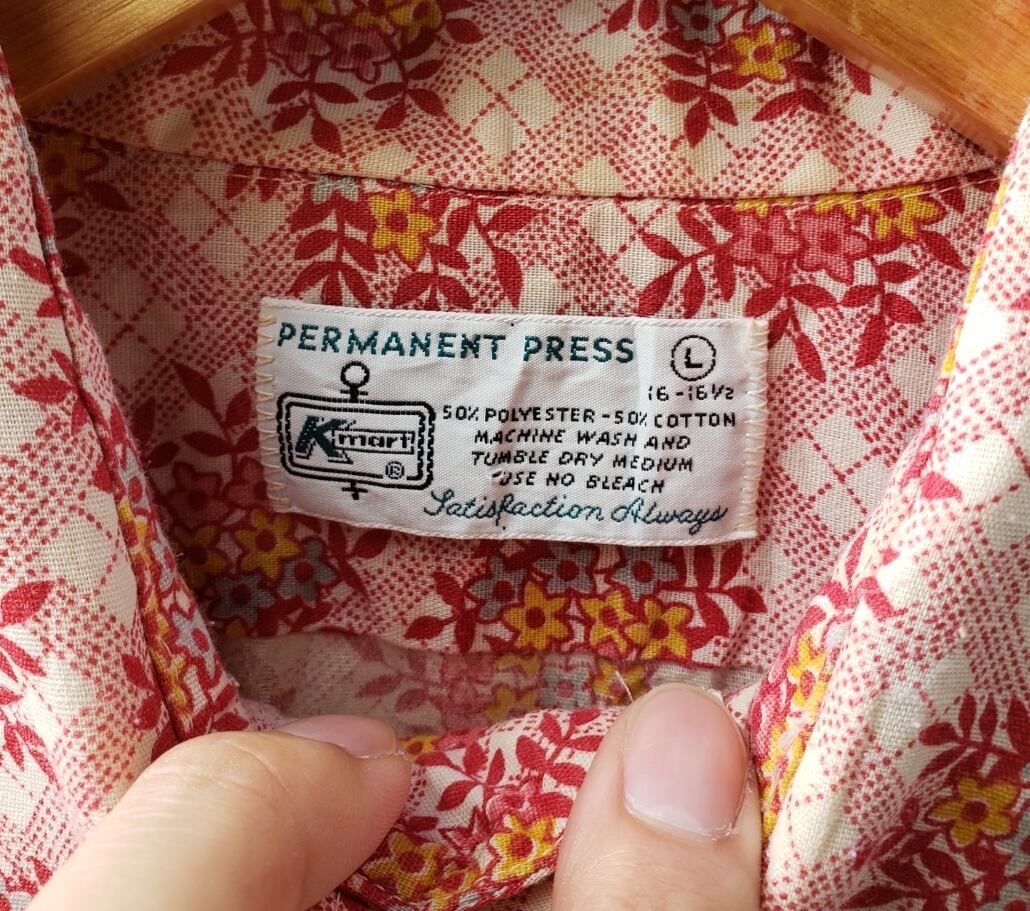 PERMANENT PRESS
L
16-16½
Kmart
®
50% POLYESTER-50% COTTON
MACHINE WASH AND
TUMBLE DRY MEDIUM
USE NO BLEACH
Satisfaction Always